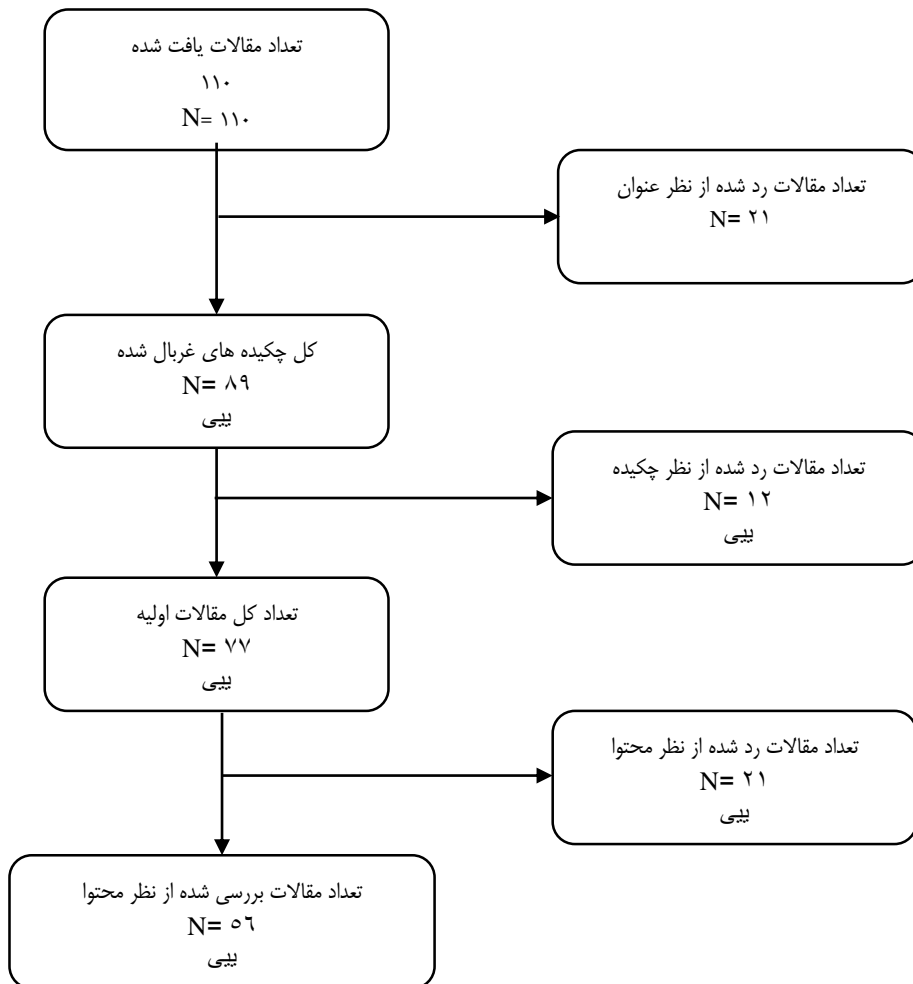 تعداد مقالات یافت شده
۱۱۰
N= ۱۱۰
تعداد مقالات رد شده از نظر عنوان
N= ۲۱
کل چکیده های غربال شده
N= ۸۹
ییی
تعداد مقالات رد شده از نظر چکیده
N= ۱۲
ییی
تعداد کل مقالات اولیه
N= ۷۷
ییی
تعداد مقالات رد شده از نظر محتوا
N= ۲۱
ییی
تعداد مقالات بررسی شده از نظر محتوا
N= ٥٦
ییی